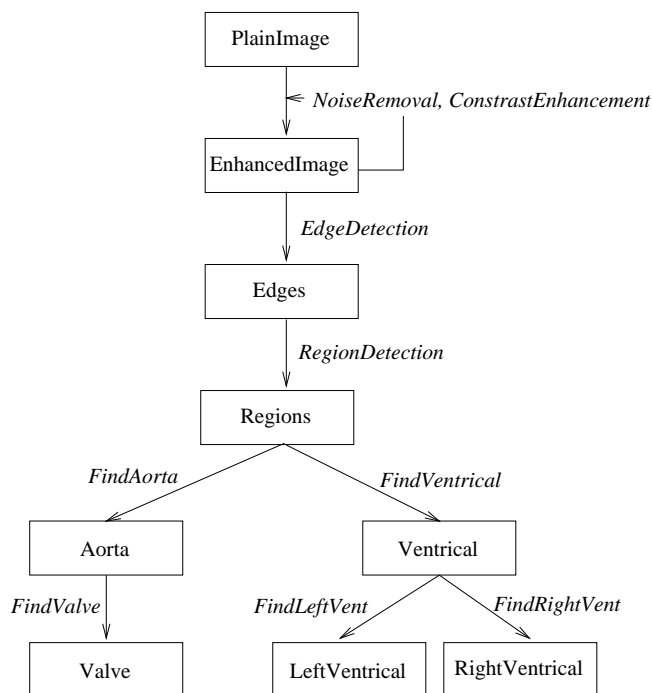 PlainImage
NoiseRemoval, ConstrastEnhancement
EnhancedImage
EdgeDetection
Edges
RegionDetection
Regions
FindAorta
FindVentrical
Aorta
Ventrical
FindValve
FindLeftVent
FindRightVent
Valve
LeftVentrical
RightVentrical